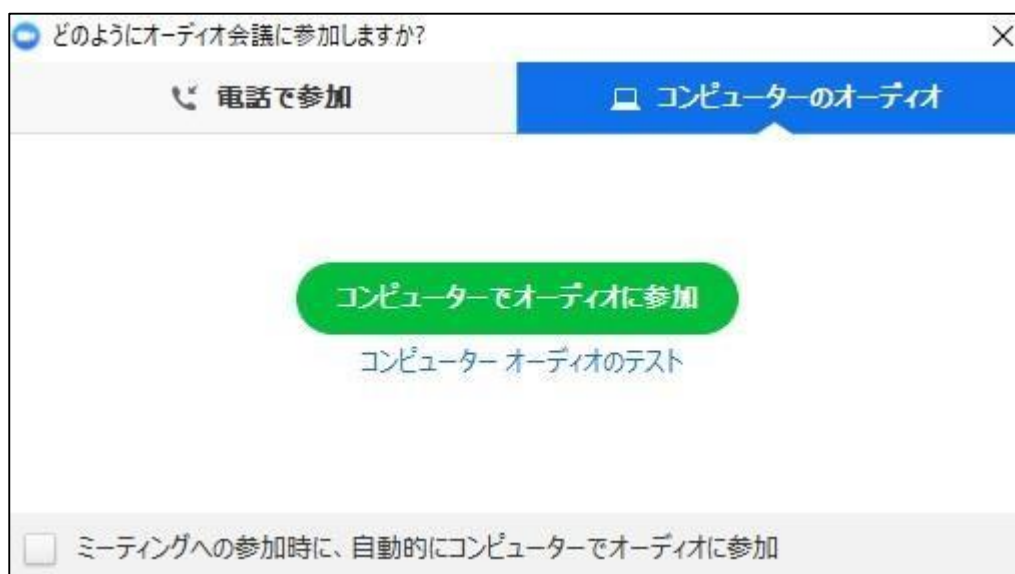 どのようにオーディオ会議に参加しますか?
電話で参加
コンピューターのオーディオ
コンピューターでオーディオに参加
コンピューター オーディオのテスト
ミーティングへの参加時に、自動的にコンピューターでオーディオに参加